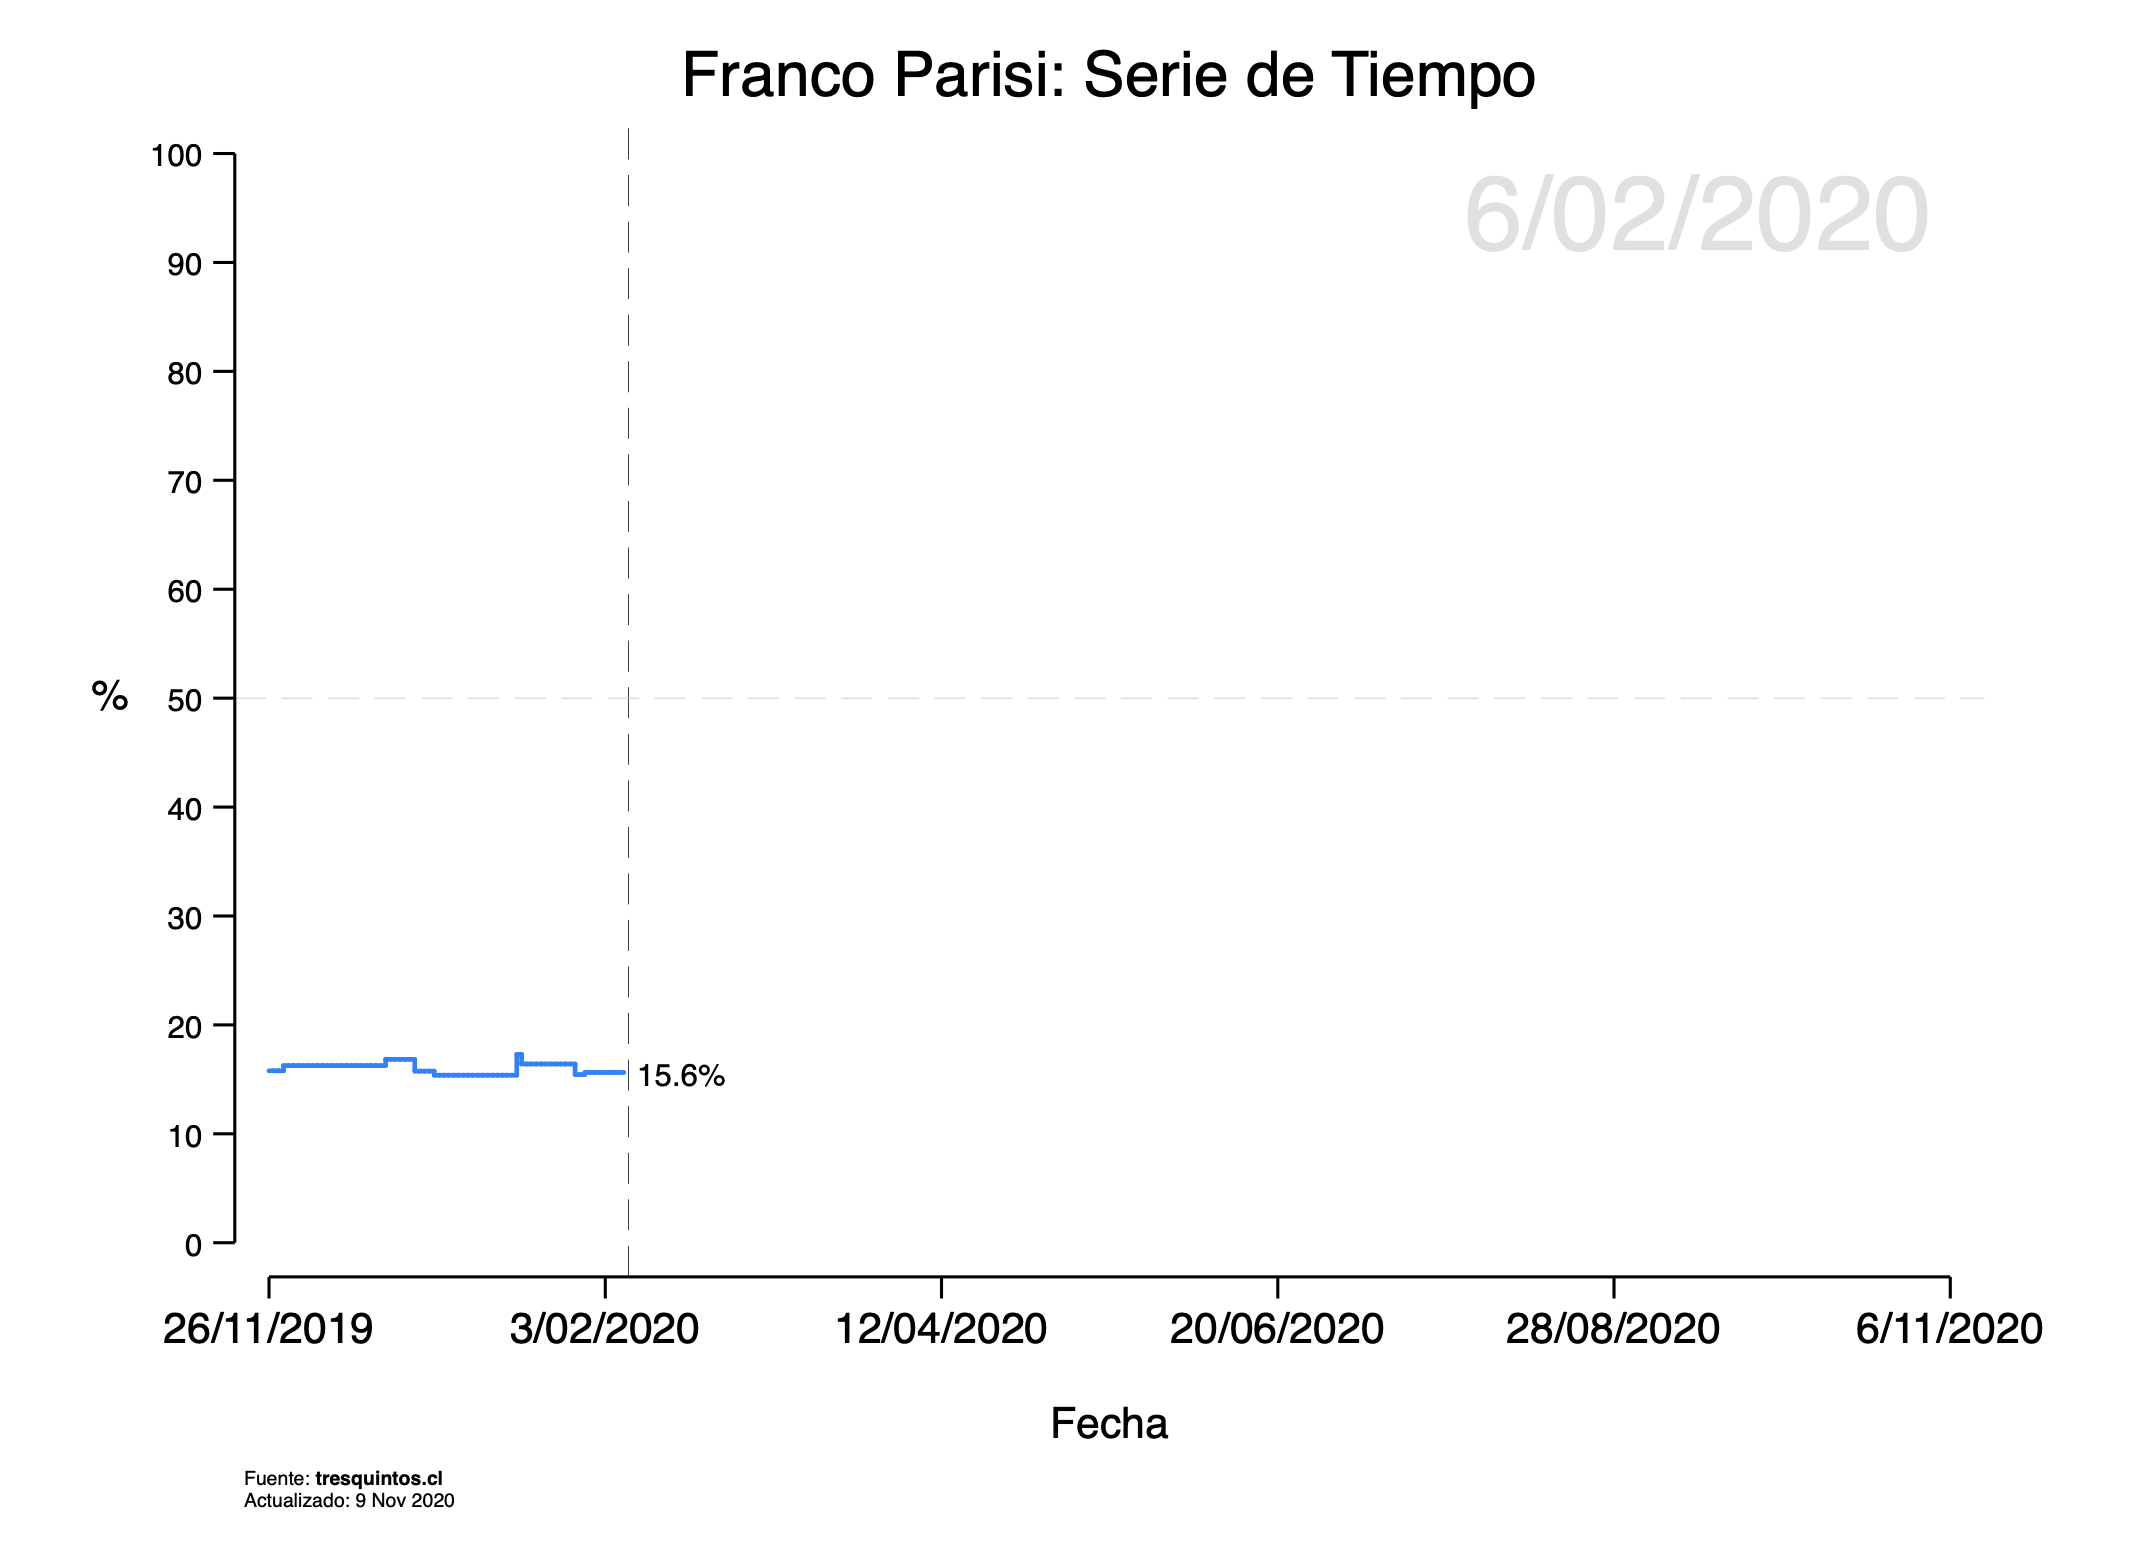 Franco Parisi: Serie de Tiempo
6/02/2020
100
90
80
70
60
50
40
30
20
10
0
%
15.6%
26/11/2019 3/02/2020 12/04/2020 20/06/2020 28/08/2020 6/11/2020
Fecha
Fuente: tresquintos.cl
Actualizado: 9 Nov 2020